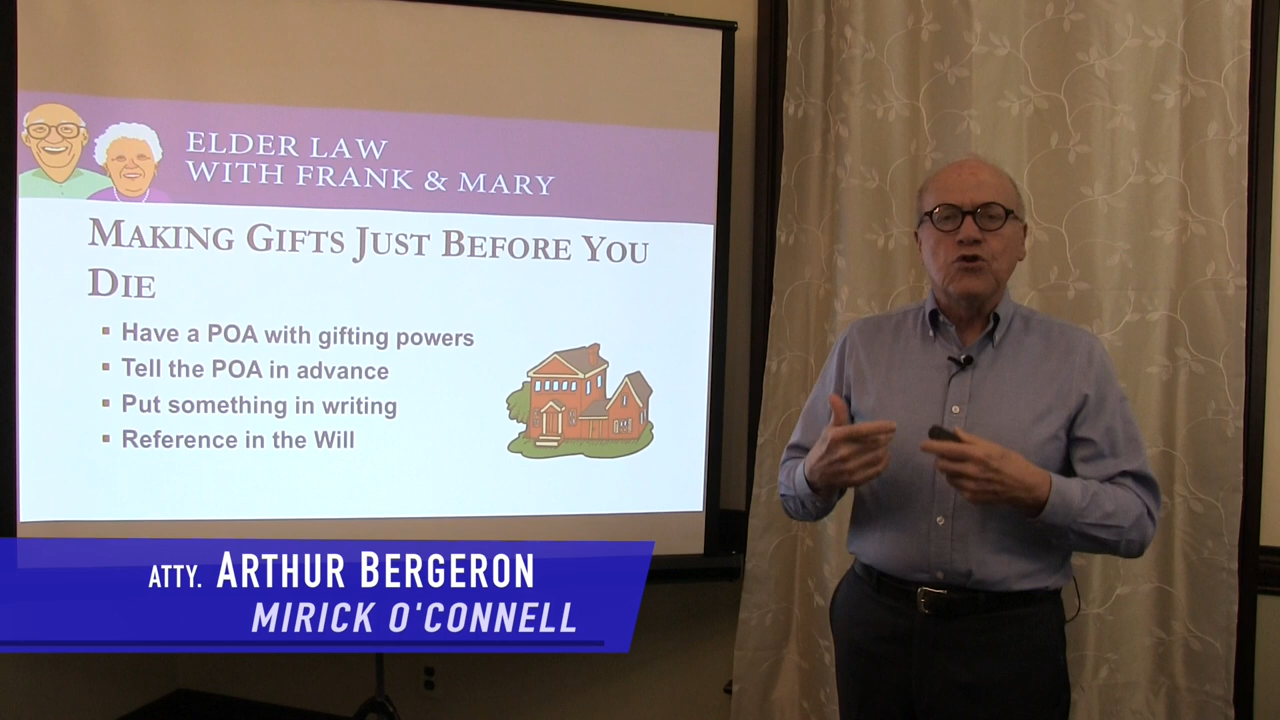 ELDER LAW
WITH FRANK & MARY
MAKING GIFTS JUST BEFORE YOU
DIE
▪ Have a POA with gifting powers
▪ Tell the POA in advance
▪ Put something in writing
▪ Reference in the Will
ATTY. ARTHUR BERGERON
MIRICK O'CONNELL